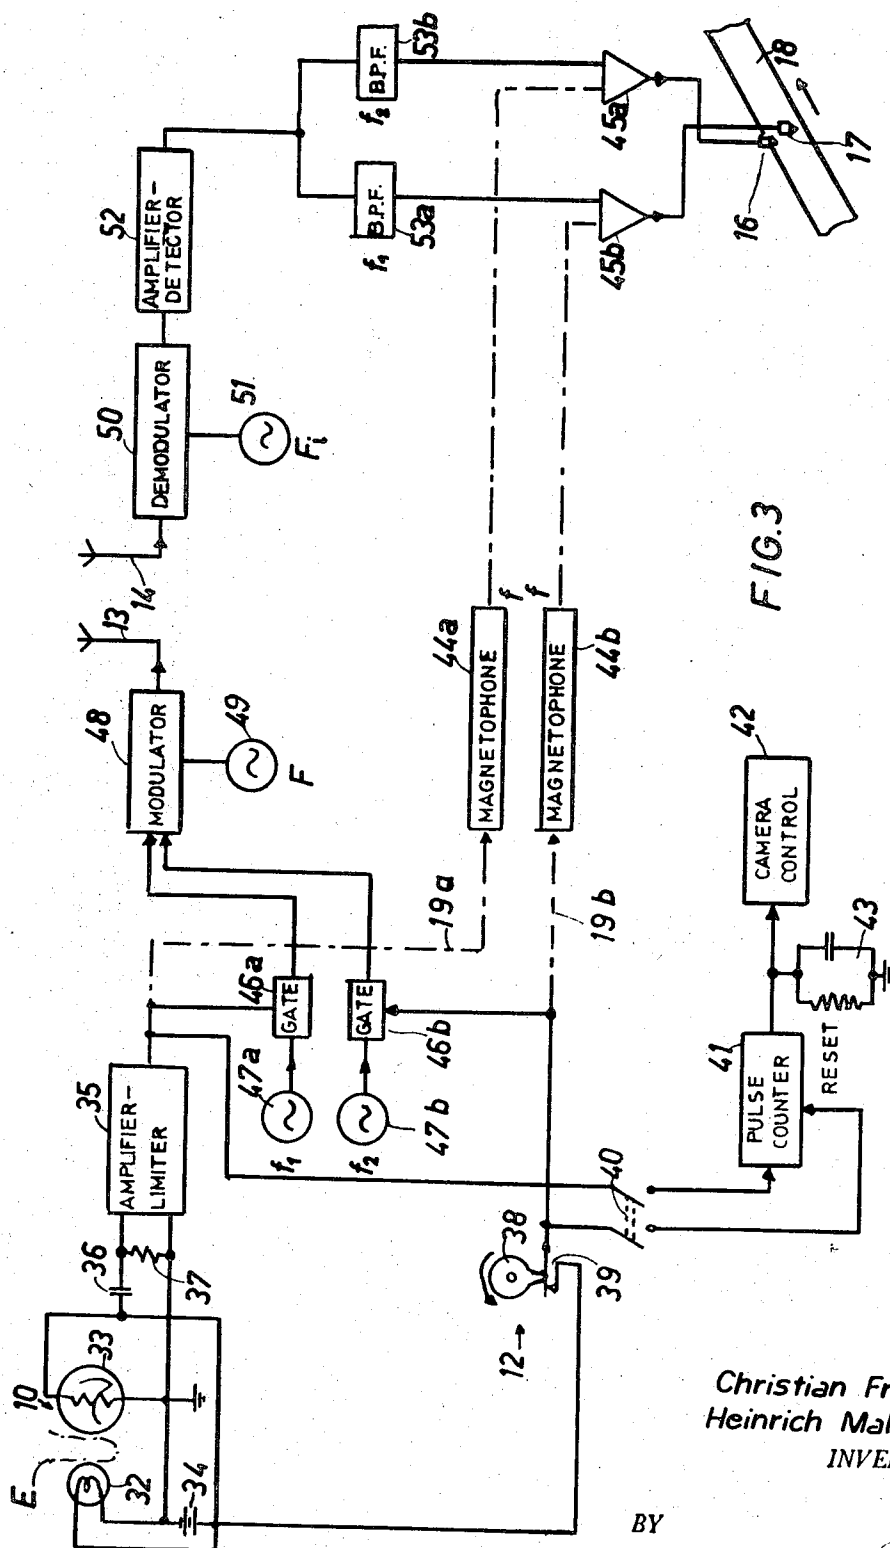 E
10
32
33
34
36
37
35
AMPLIFIER–
LIMITER
47a
f₁
46a
GATE
47b
f₂
46b
GATE
48
MODULATOR
49
F
13
14
50
DEMODULATOR
51
Fi
52
AMPLIFIER–
DETECTOR
f₁
B.P.F.
53a
f₂
B.P.F.
53b
19a
44a
MAGNETOPHONE
f
19b
44b
MAGNETOPHONE
f
45a
45b
16
17
18
12
38
39
40
41
PULSE
COUNTER
RESET
43
42
CAMERA
CONTROL
FIG.3
Christian Fr
Heinrich Mal
INVE
BY